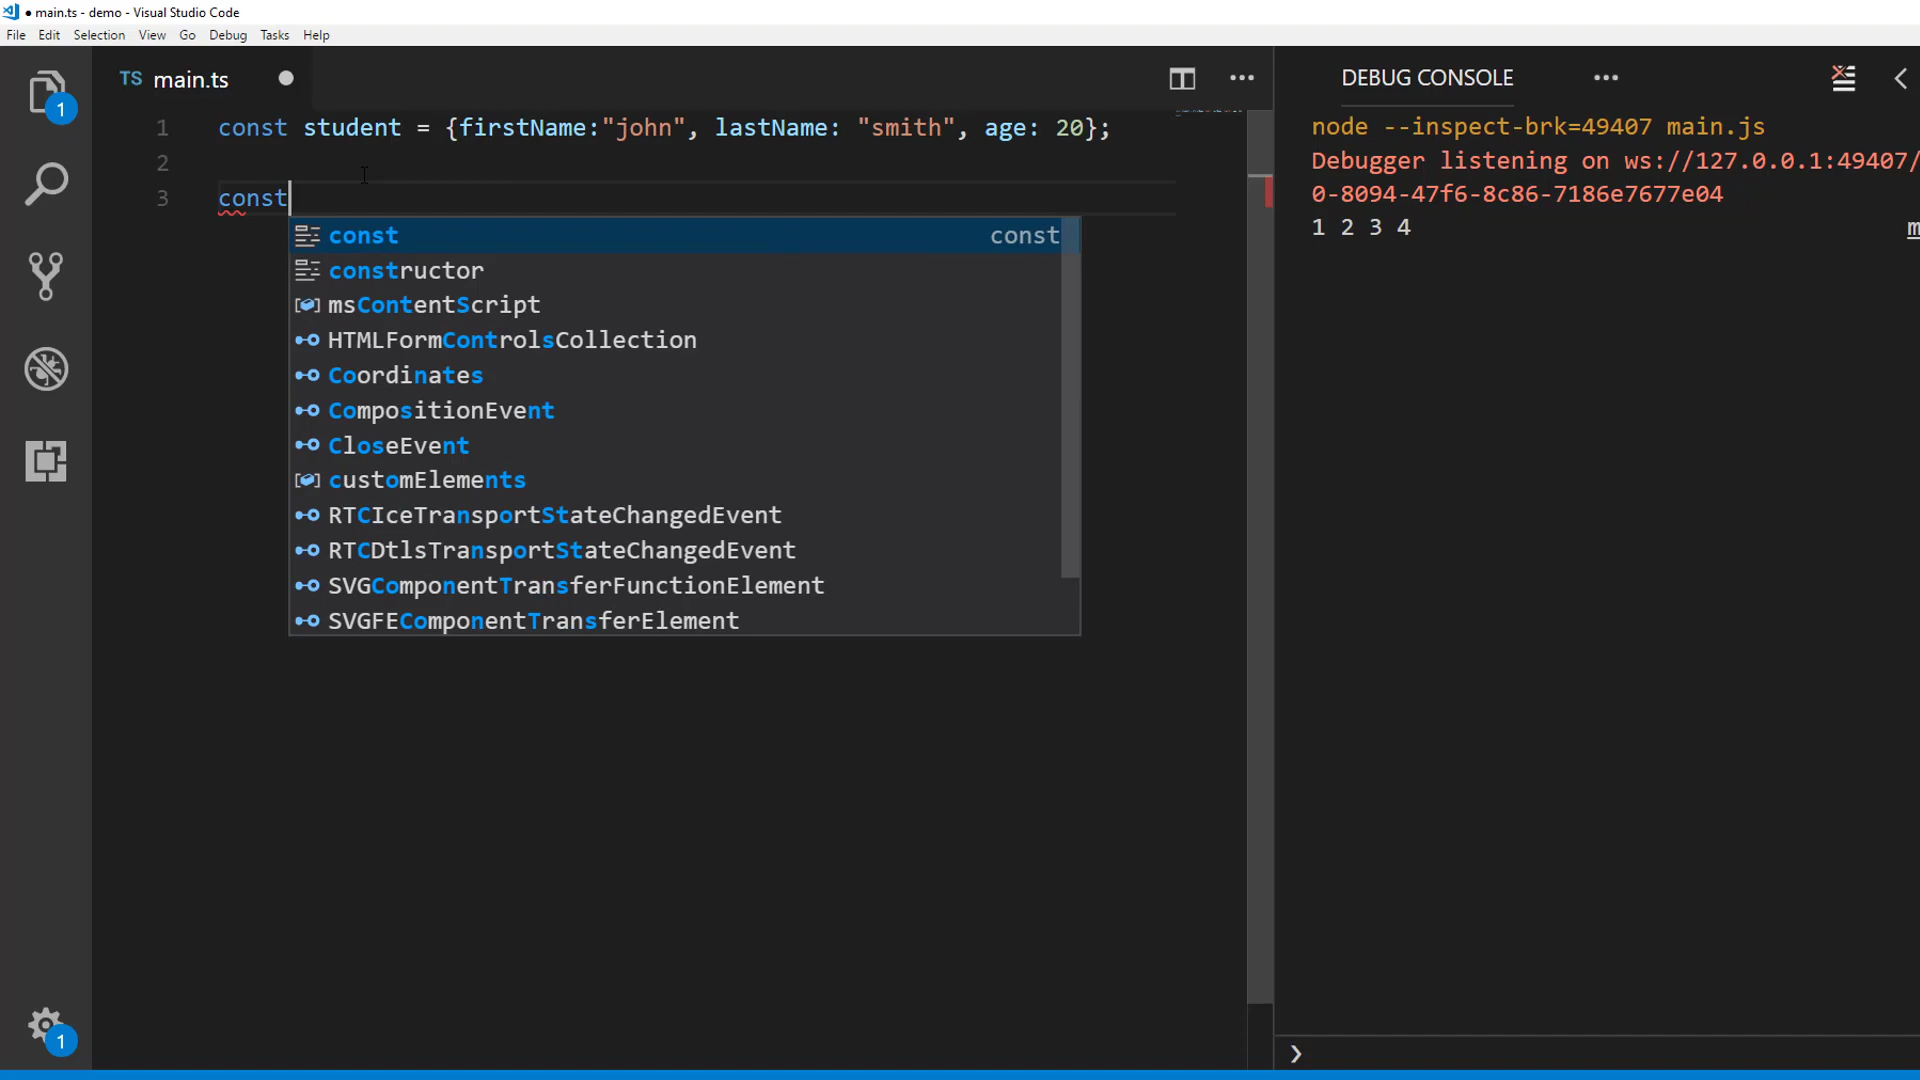 main.ts - demo - Visual Studio Code
File Edit Selection View Go Debug Tasks Help
TS main.ts
DEBUG CONSOLE
1
1 const student = {firstName:"john", lastName: "smith", age: 20};
2
3 const
const const
constructor
msContentScript
HTMLFormControlsCollection
Coordinates
CompositionEvent
CloseEvent
customElements
RTCIceTransportStateChangedEvent
RTCDtlsTransportStateChangedEvent
SVGComponentTransferFunctionElement
SVGFEComponentTransferElement
node --inspect-brk=49407 main.js
Debugger listening on ws://127.0.0.1:49407/
0-8094-47f6-8c86-7186e7677e04
1 2 3 4 m
1